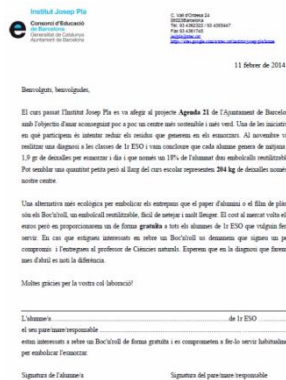 Institut Josep Pla
Consorci d'Educació
de Barcelona
Generalitat de Catalunya
Ajuntament de Barcelona
11 febrer de 2014
Benvolguts, benvolgudes,
El curs passat l'Institut Josep Pla es va afegir al projecte Agenda 21 de l'Ajuntament de Barcelo
amb l'objectiu d'anar aconseguint poc a poc un centre més sostenible i més verd. Una de les iniciativ
en què participem és intentar reduir els residus que generem en els esmorzars. Al novembre va
realitzar una diagnosi a les classes de 1r ESO i vam concloure que cada alumne genera de mitjana
1,9 gr de deixalles per esmorzar i dia i que només un 18% de l'alumnat duu embolcalls reutilitzabl
Pot semblar una quantitat petita però al llarg del curs escolar representen 204 kg de deixalles només
nostre centre.
Una alternativa més ecològica per embolicar els entrepans que el paper d'alumini o el film de plàs
són els Boc'n'roll, un embolcall reutilitzable, fàcil de netejar i molt lleuger. El cost al mercat volta el
euros però en proporcionarem un de forma gratuïta a tots els alumnes de 1r ESO que vulguin fer
servir. En cas que estigueu interessats en rebre un Boc'n'roll us demanem que signeu un pe
compromís i l'entregueu al professor de Ciències naturals. Esperem que en la diagnosi que farem
mes d'abril es noti la diferència.
Moltes gràcies per la vostra col·laboració!
L'alumne/a de 1r ESO
el seu pare/mare/responsable
estan interessats a rebre un Boc'n'roll de forma gratuïta i es comprometen a fer-lo servir habitualme
per embolicar l'esmorzar.
Signatura de l'alumne/a Signatura del pare/mare responsable